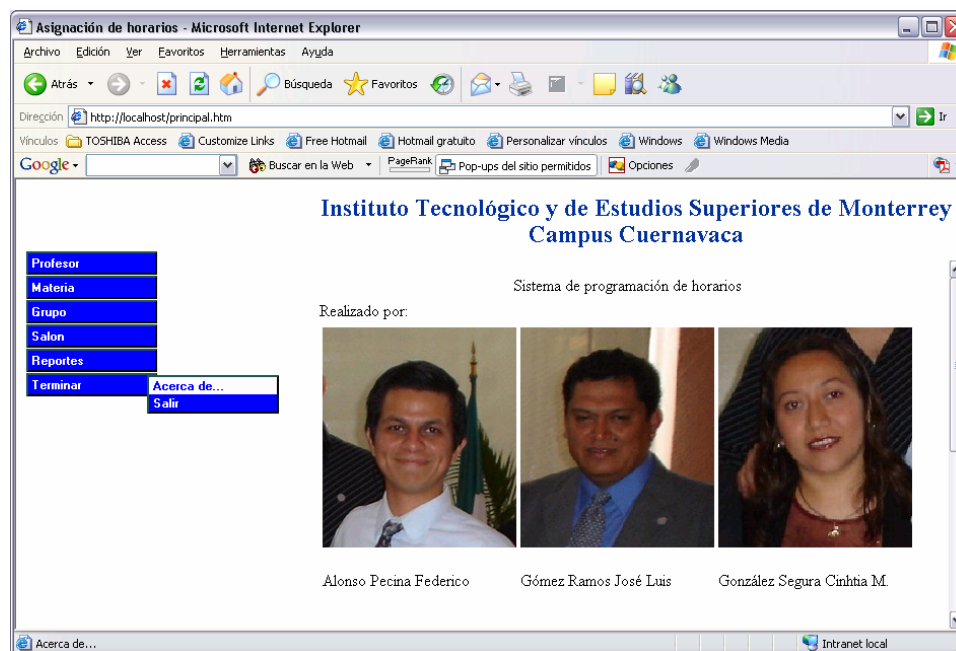 Asignación de horarios - Microsoft Internet Explorer
Archivo Edición Ver Favoritos Herramientas Ayuda
Atrás Búsqueda Favoritos
Dirección http://localhost/principal.htm Ir
Vínculos TOSHIBA Access Customize Links Free Hotmail Hotmail gratuito Personalizar vínculos Windows Windows Media
Google Buscar en la Web PageRank Pop-ups del sitio permitidos Opciones
Instituto Tecnológico y de Estudios Superiores de Monterrey
Campus Cuernavaca
Profesor
Materia
Grupo
Salon
Reportes
Terminar
Acerca de...
Salir
Sistema de programación de horarios
Realizado por:
Alonso Pecina Federico Gómez Ramos José Luis González Segura Cinhtia M.
Acerca de... Intranet local